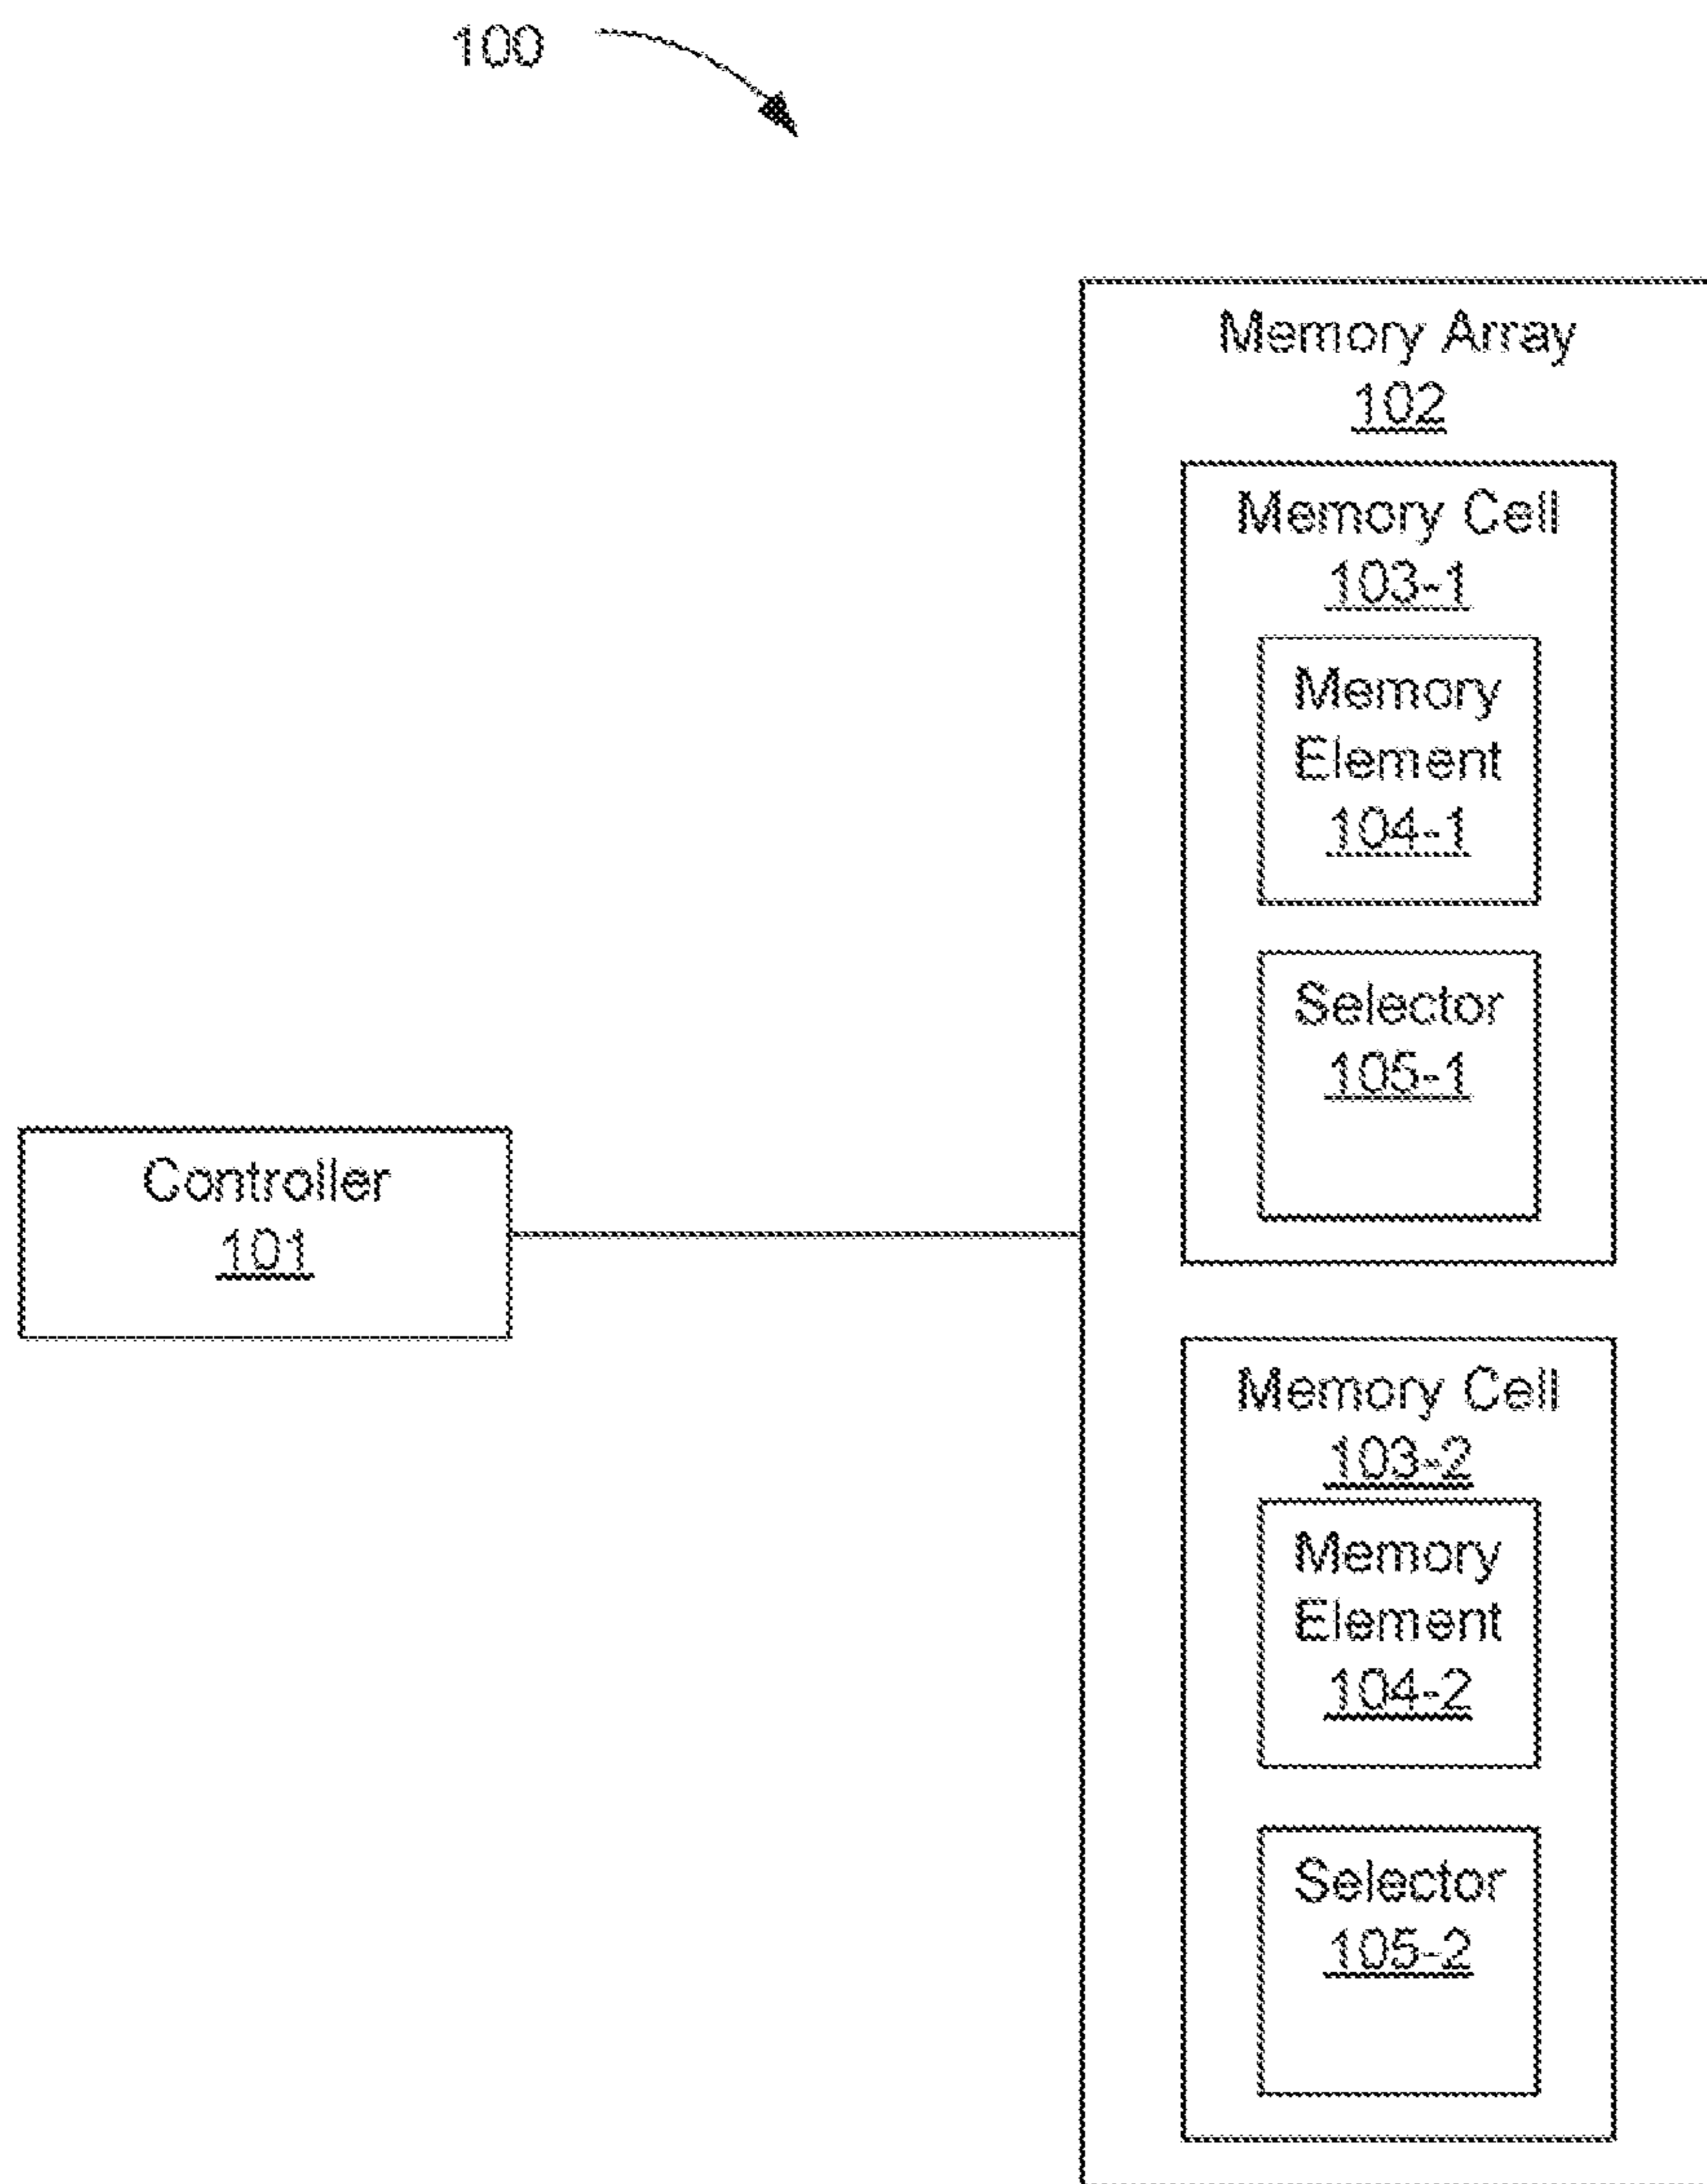 100
Memory Array
102
Memory Cell
103-1
Memory
Element
104-1
Selector
105-1
Controller
101
Memory Cell
103-2
Memory
Element
104-2
Selector
105-2